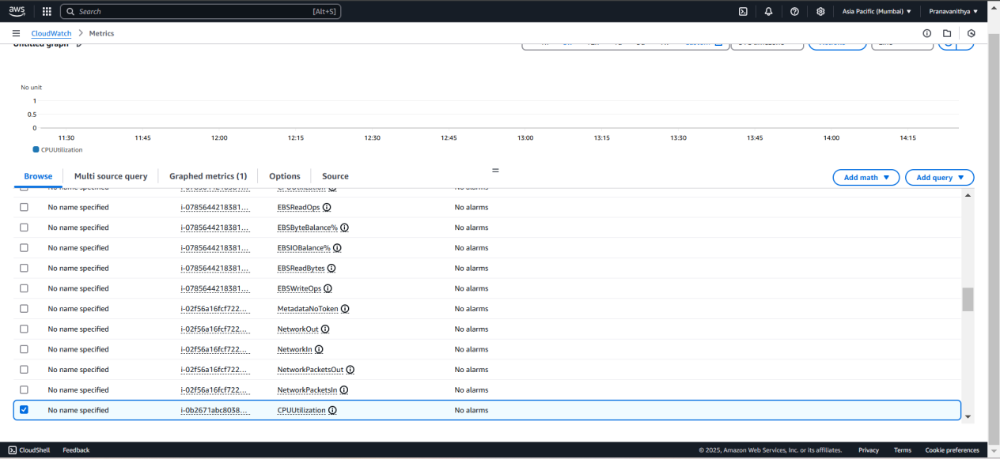 aws Search [Alt+S] Asia Pacific (Mumbai) Pranavanithya
CloudWatch > Metrics
Untitled graph
No unit
1
0.5
0
11:30 11:45 12:00 12:15 12:30 12:45 13:00 13:15 13:30 13:45 14:00 14:15
CPUUtilization
Browse Multi source query Graphed metrics (1) Options Source Add math Add query
No name specified i-0785644218381... CPUUtilization No alarms
No name specified i-0785644218381... EBSReadOps No alarms
No name specified i-0785644218381... EBSByteBalance% No alarms
No name specified i-0785644218381... EBSIOBalance% No alarms
No name specified i-0785644218381... EBSReadBytes No alarms
No name specified i-0785644218381... EBSWriteOps No alarms
No name specified i-02f56a16fcf722... MetadataNoToken No alarms
No name specified i-02f56a16fcf722... NetworkOut No alarms
No name specified i-02f56a16fcf722... NetworkIn No alarms
No name specified i-02f56a16fcf722... NetworkPacketsOut No alarms
No name specified i-02f56a16fcf722... NetworkPacketsIn No alarms
No name specified i-0b2671abc8038... CPUUtilization No alarms
CloudShell Feedback © 2025, Amazon Web Services, Inc. or its affiliates. Privacy Terms Cookie preferences